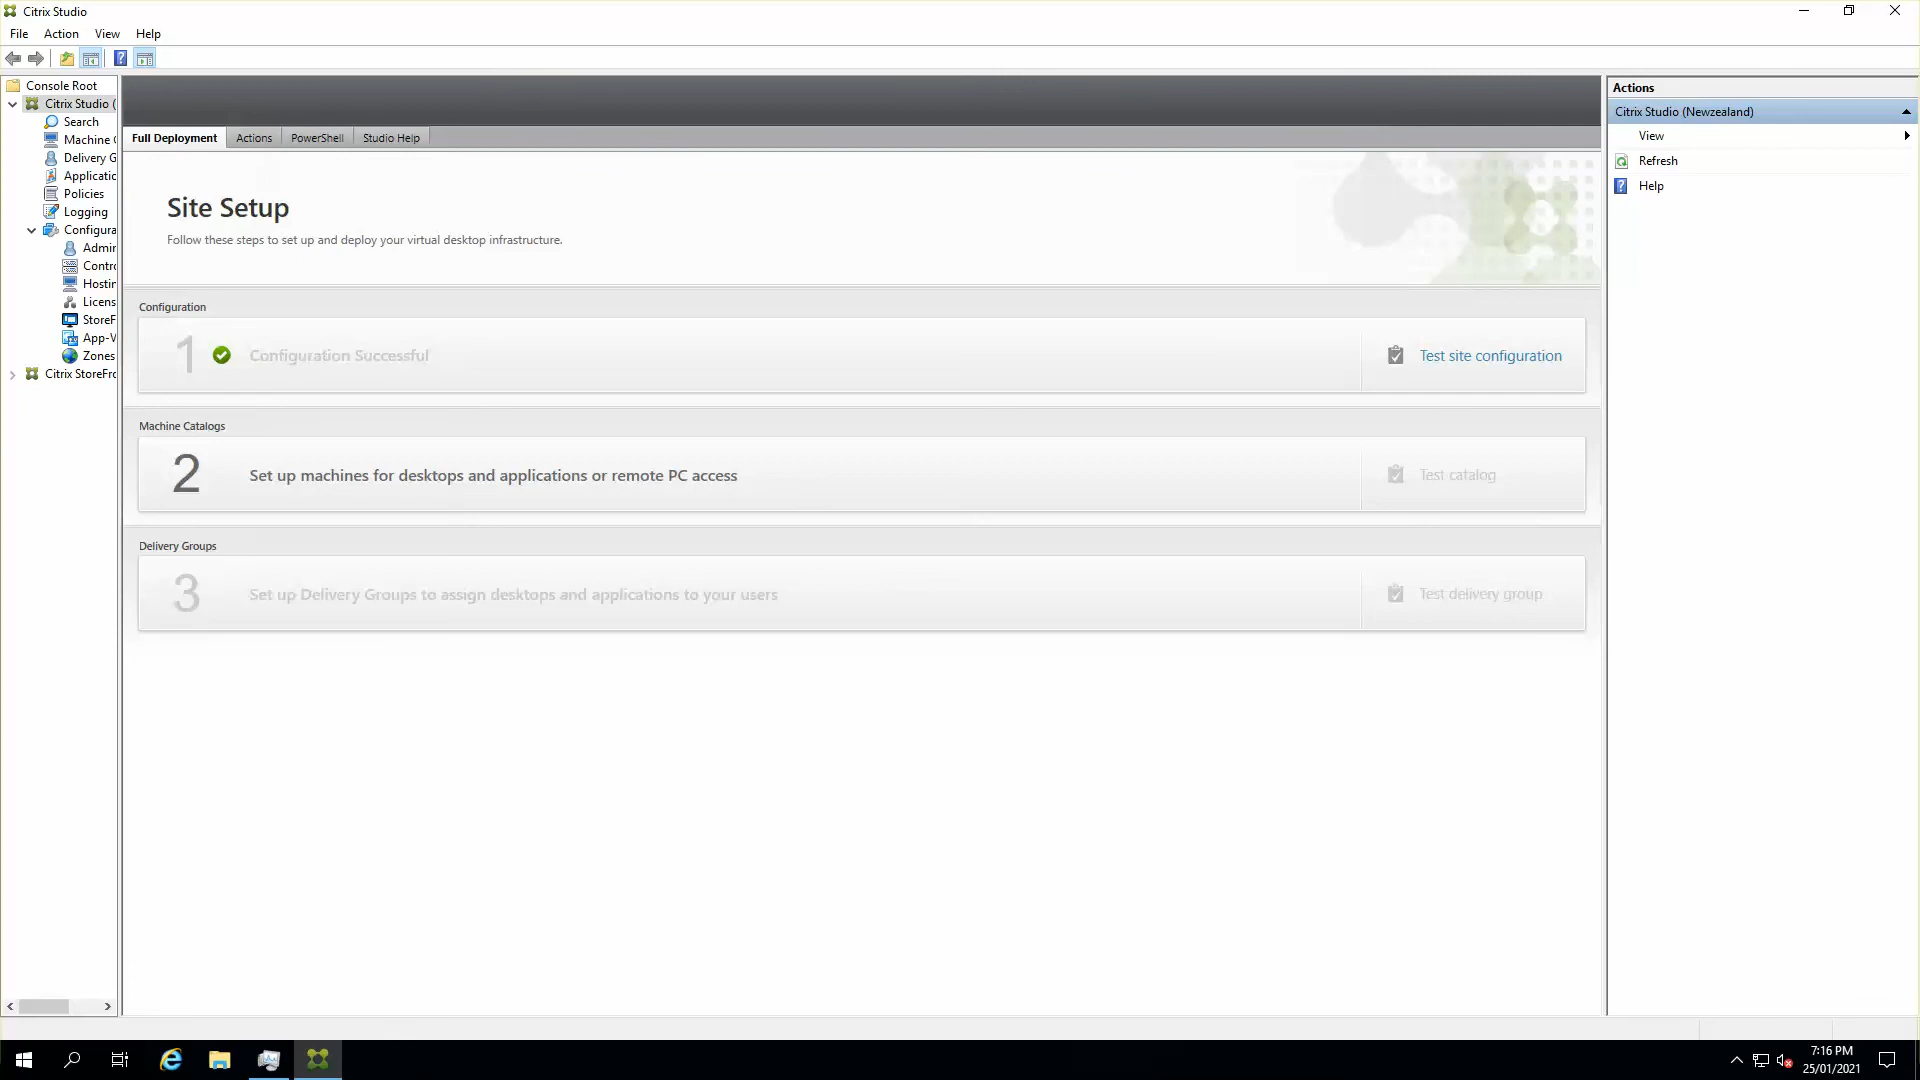 Citrix Studio
File Action View Help
Console Root
Citrix Studio (
Search
Machine C
Delivery G
Applicatic
Policies
Logging
Configura
Admir
Contro
Hostir
Licens
StoreF
App-V
Zones
Citrix StoreFro
Full Deployment Actions PowerShell Studio Help
Site Setup
Follow these steps to set up and deploy your virtual desktop infrastructure.
Configuration
1 Configuration Successful Test site configuration
Machine Catalogs
2 Set up machines for desktops and applications or remote PC access Test catalog
Delivery Groups
3 Set up Delivery Groups to assign desktops and applications to your users Test delivery group
Actions
Citrix Studio (Newzealand)
View
Refresh
Help
7:16 PM
25/01/2021